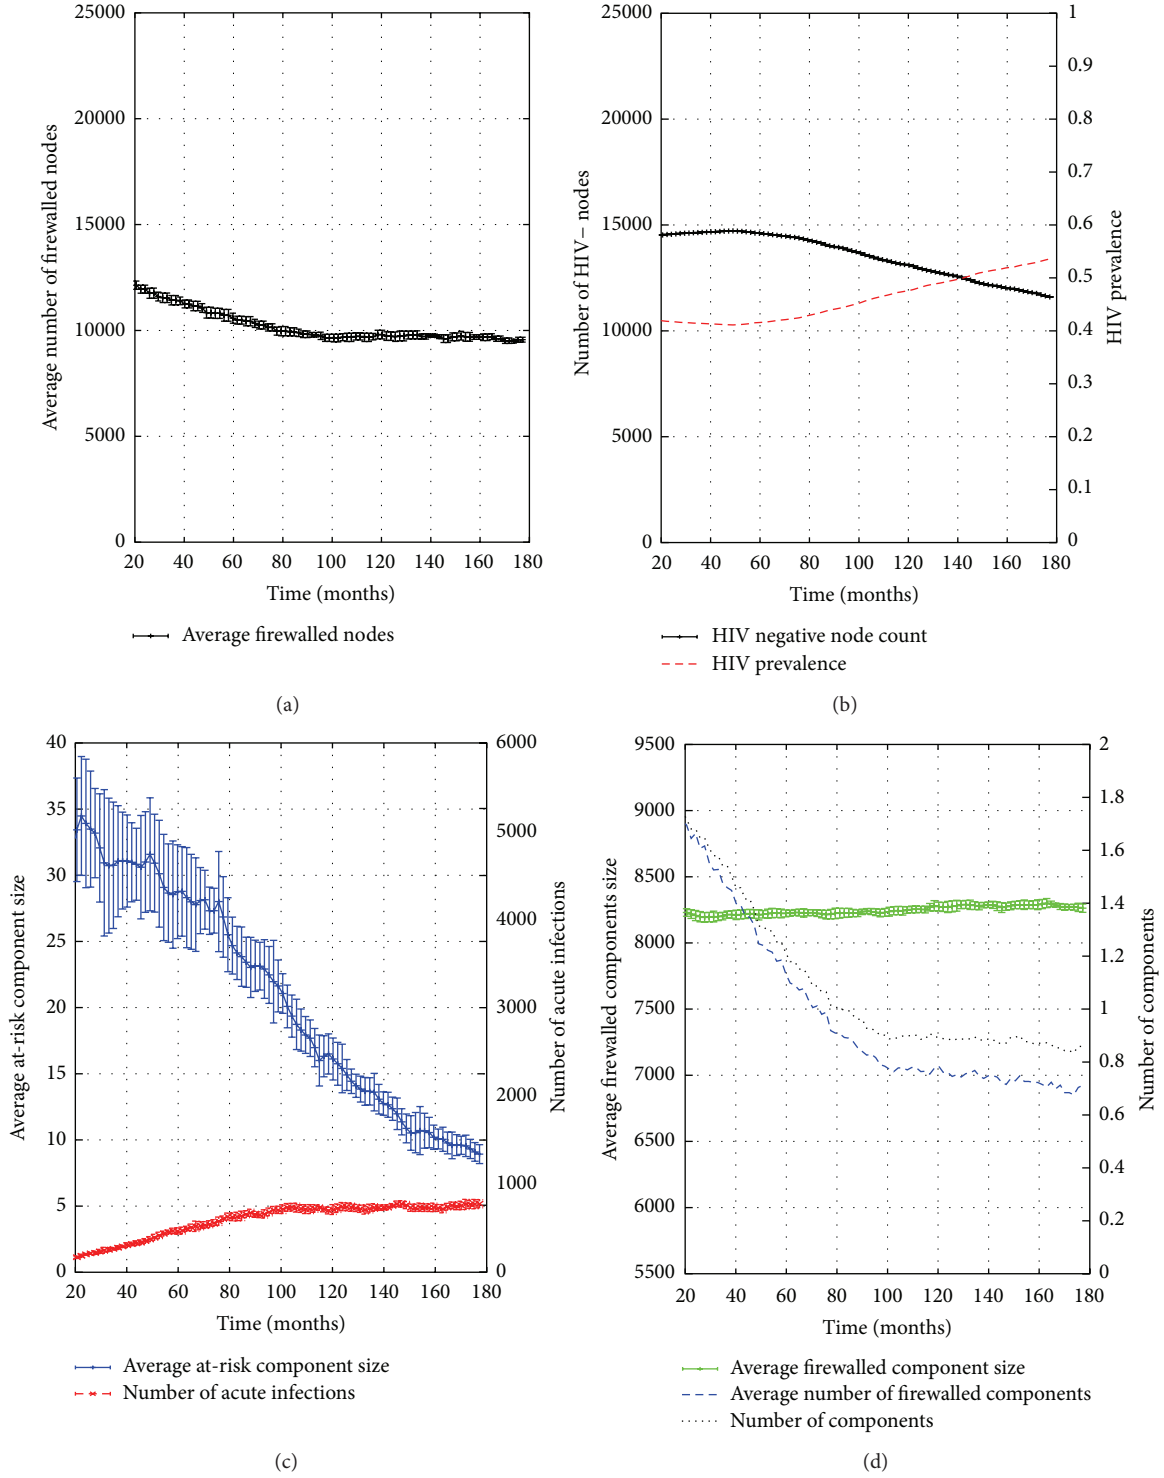 25000
20000
15000
10000
5000
0
Average number of firewalled nodes
20 40 60 80 100 120 140 160 180
Time (months)
Average firewalled nodes
(a)
25000
20000
15000
10000
5000
0
Number of HIV− nodes
1
0.9
0.8
0.7
0.6
0.5
0.4
0.3
0.2
0.1
0
HIV prevalence
20 40 60 80 100 120 140 160 180
Time (months)
HIV negative node count
HIV prevalence
(b)
40
35
30
25
20
15
10
5
0
Average at-risk component size
6000
5000
4000
3000
2000
1000
0
Number of acute infections
20 40 60 80 100 120 140 160 180
Time (months)
Average at-risk component size
Number of acute infections
(c)
9500
9000
8500
8000
7500
7000
6500
6000
5500
Average firewalled components size
2
1.8
1.6
1.4
1.2
1
0.8
0.6
0.4
0.2
0
Number of components
20 40 60 80 100 120 140 160 180
Time (months)
Average firewalled component size
Average number of firewalled components
Number of components
(d)